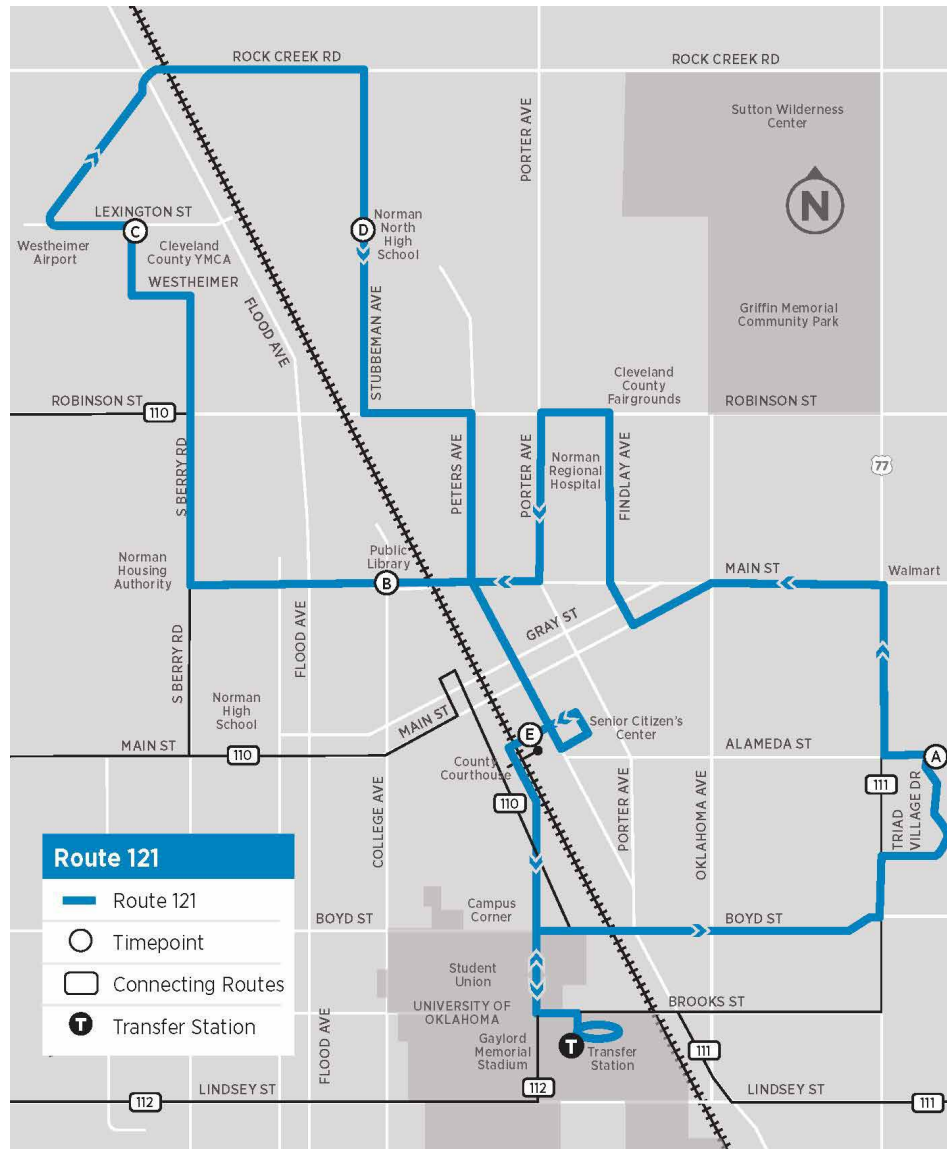 ROCK CREEK RD
ROCK CREEK RD
Sutton Wilderness
Center
PORTER AVE
N
LEXINGTON ST
C
D
Norman
North
High
School
Westheimer
Airport
Cleveland
County YMCA
WESTHEIMER
FLOOD AVE
Griffin Memorial
Community Park
STUBBEMAN AVE
Cleveland
County
Fairgrounds
ROBINSON ST
110
ROBINSON ST
S BERRY RD
PETERS AVE
PORTER AVE
Norman
Regional
Hospital
FINDLAY AVE
77
Norman
Housing
Authority
Public
Library
B
MAIN ST
Walmart
S BERRY RD
FLOOD AVE
GRAY ST
Norman
High
School
MAIN ST
E
Senior Citizen's
Center
MAIN ST
110
County
Courthouse
ALAMEDA ST
A
110
111
TRIAD
VILLAGE DR
COLLEGE AVE
PORTER AVE
OKLAHOMA AVE
Route 121
Route 121
Timepoint
Connecting Routes
T
Transfer Station
BOYD ST
Campus
Corner
BOYD ST
Student
Union
UNIVERSITY OF
OKLAHOMA
BROOKS ST
FLOOD AVE
Gaylord
Memorial
Stadium
T
Transfer
Station
111
112
112
LINDSEY ST
LINDSEY ST
111